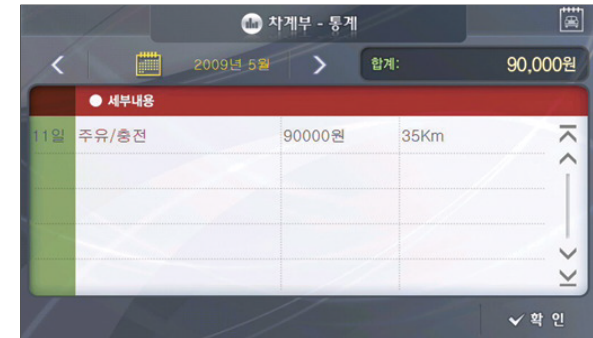 차계부 - 통계
2009년 5월
합계: 90,000원
세부내용
11일 주유/충전 90000원 35Km
확 인